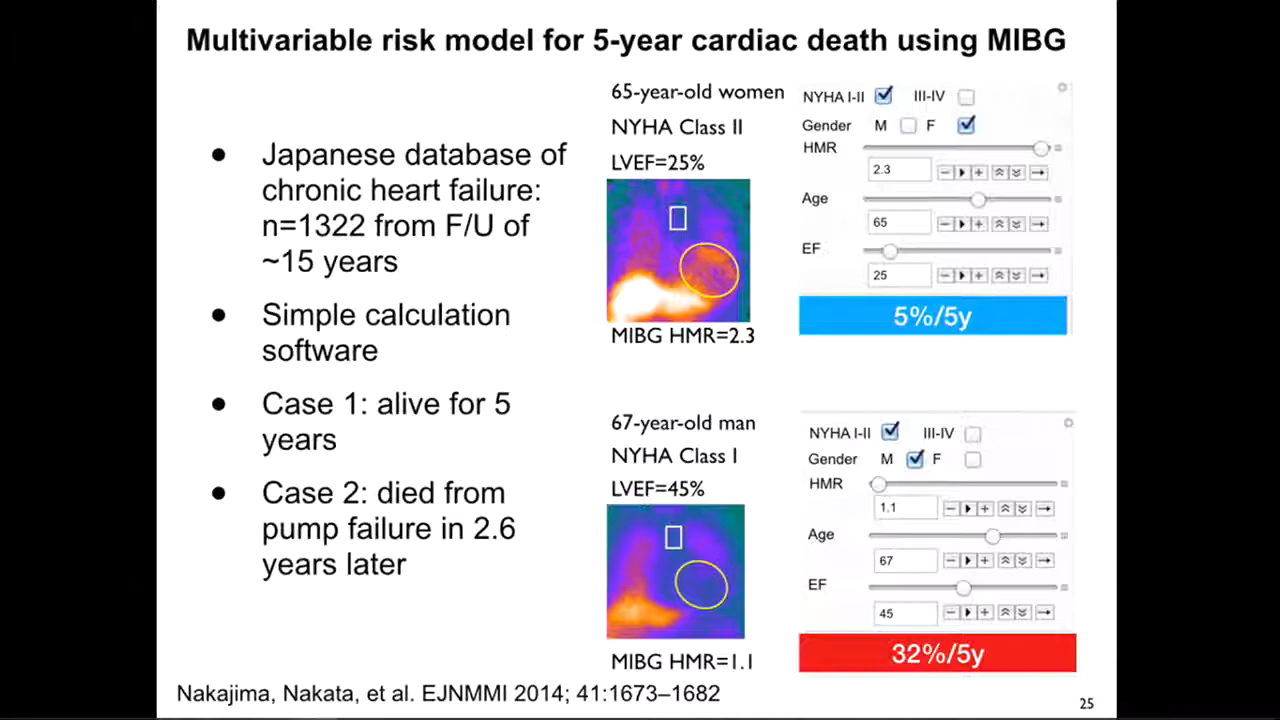 Multivariable risk model for 5-year cardiac death using MIBG
● Japanese database of
chronic heart failure:
n=1322 from F/U of
~15 years
● Simple calculation
software
● Case 1: alive for 5
years
● Case 2: died from
pump failure in 2.6
years later
65-year-old women
NYHA Class II
LVEF=25%
MIBG HMR=2.3
NYHA I-II III-IV
Gender M F
HMR
2.3
Age
65
EF
25
5%/5y
67-year-old man
NYHA Class I
LVEF=45%
MIBG HMR=1.1
NYHA I-II III-IV
Gender M F
HMR
1.1
Age
67
EF
45
32%/5y
Nakajima, Nakata, et al. EJNMMI 2014; 41:1673–1682
25